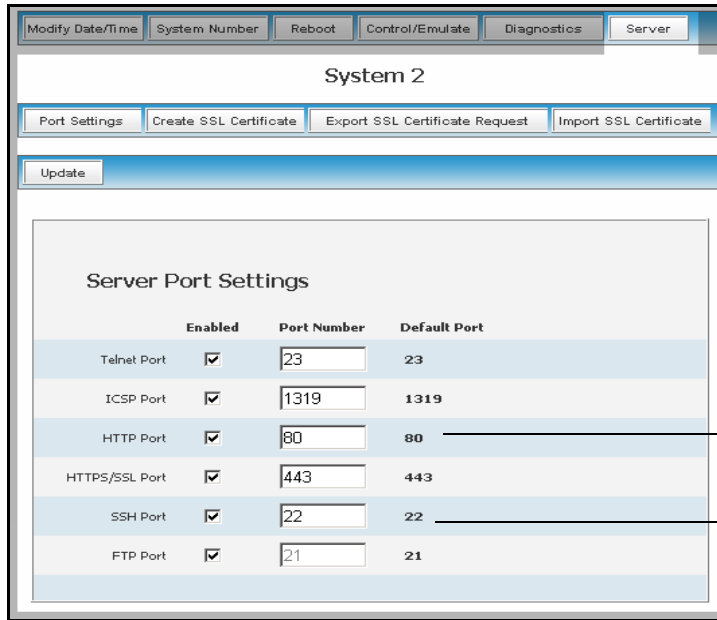 Modify Date/Time System Number Reboot Control/Emulate Diagnostics Server
System 2
Port Settings Create SSL Certificate Export SSL Certificate Request Import SSL Certificate
Update
Server Port Settings
Enabled Port Number Default Port
Telnet Port 23 23
ICSP Port 1319 1319
HTTP Port 80 80
HTTPS/SSL Port 443 443
SSH Port 22 22
FTP Port 21 21